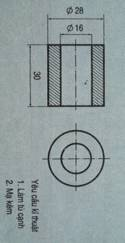 Ø 28
Ø 16
30
Yêu cầu kĩ thuật
1. Làm tù cạnh
2. Mạ kẽm